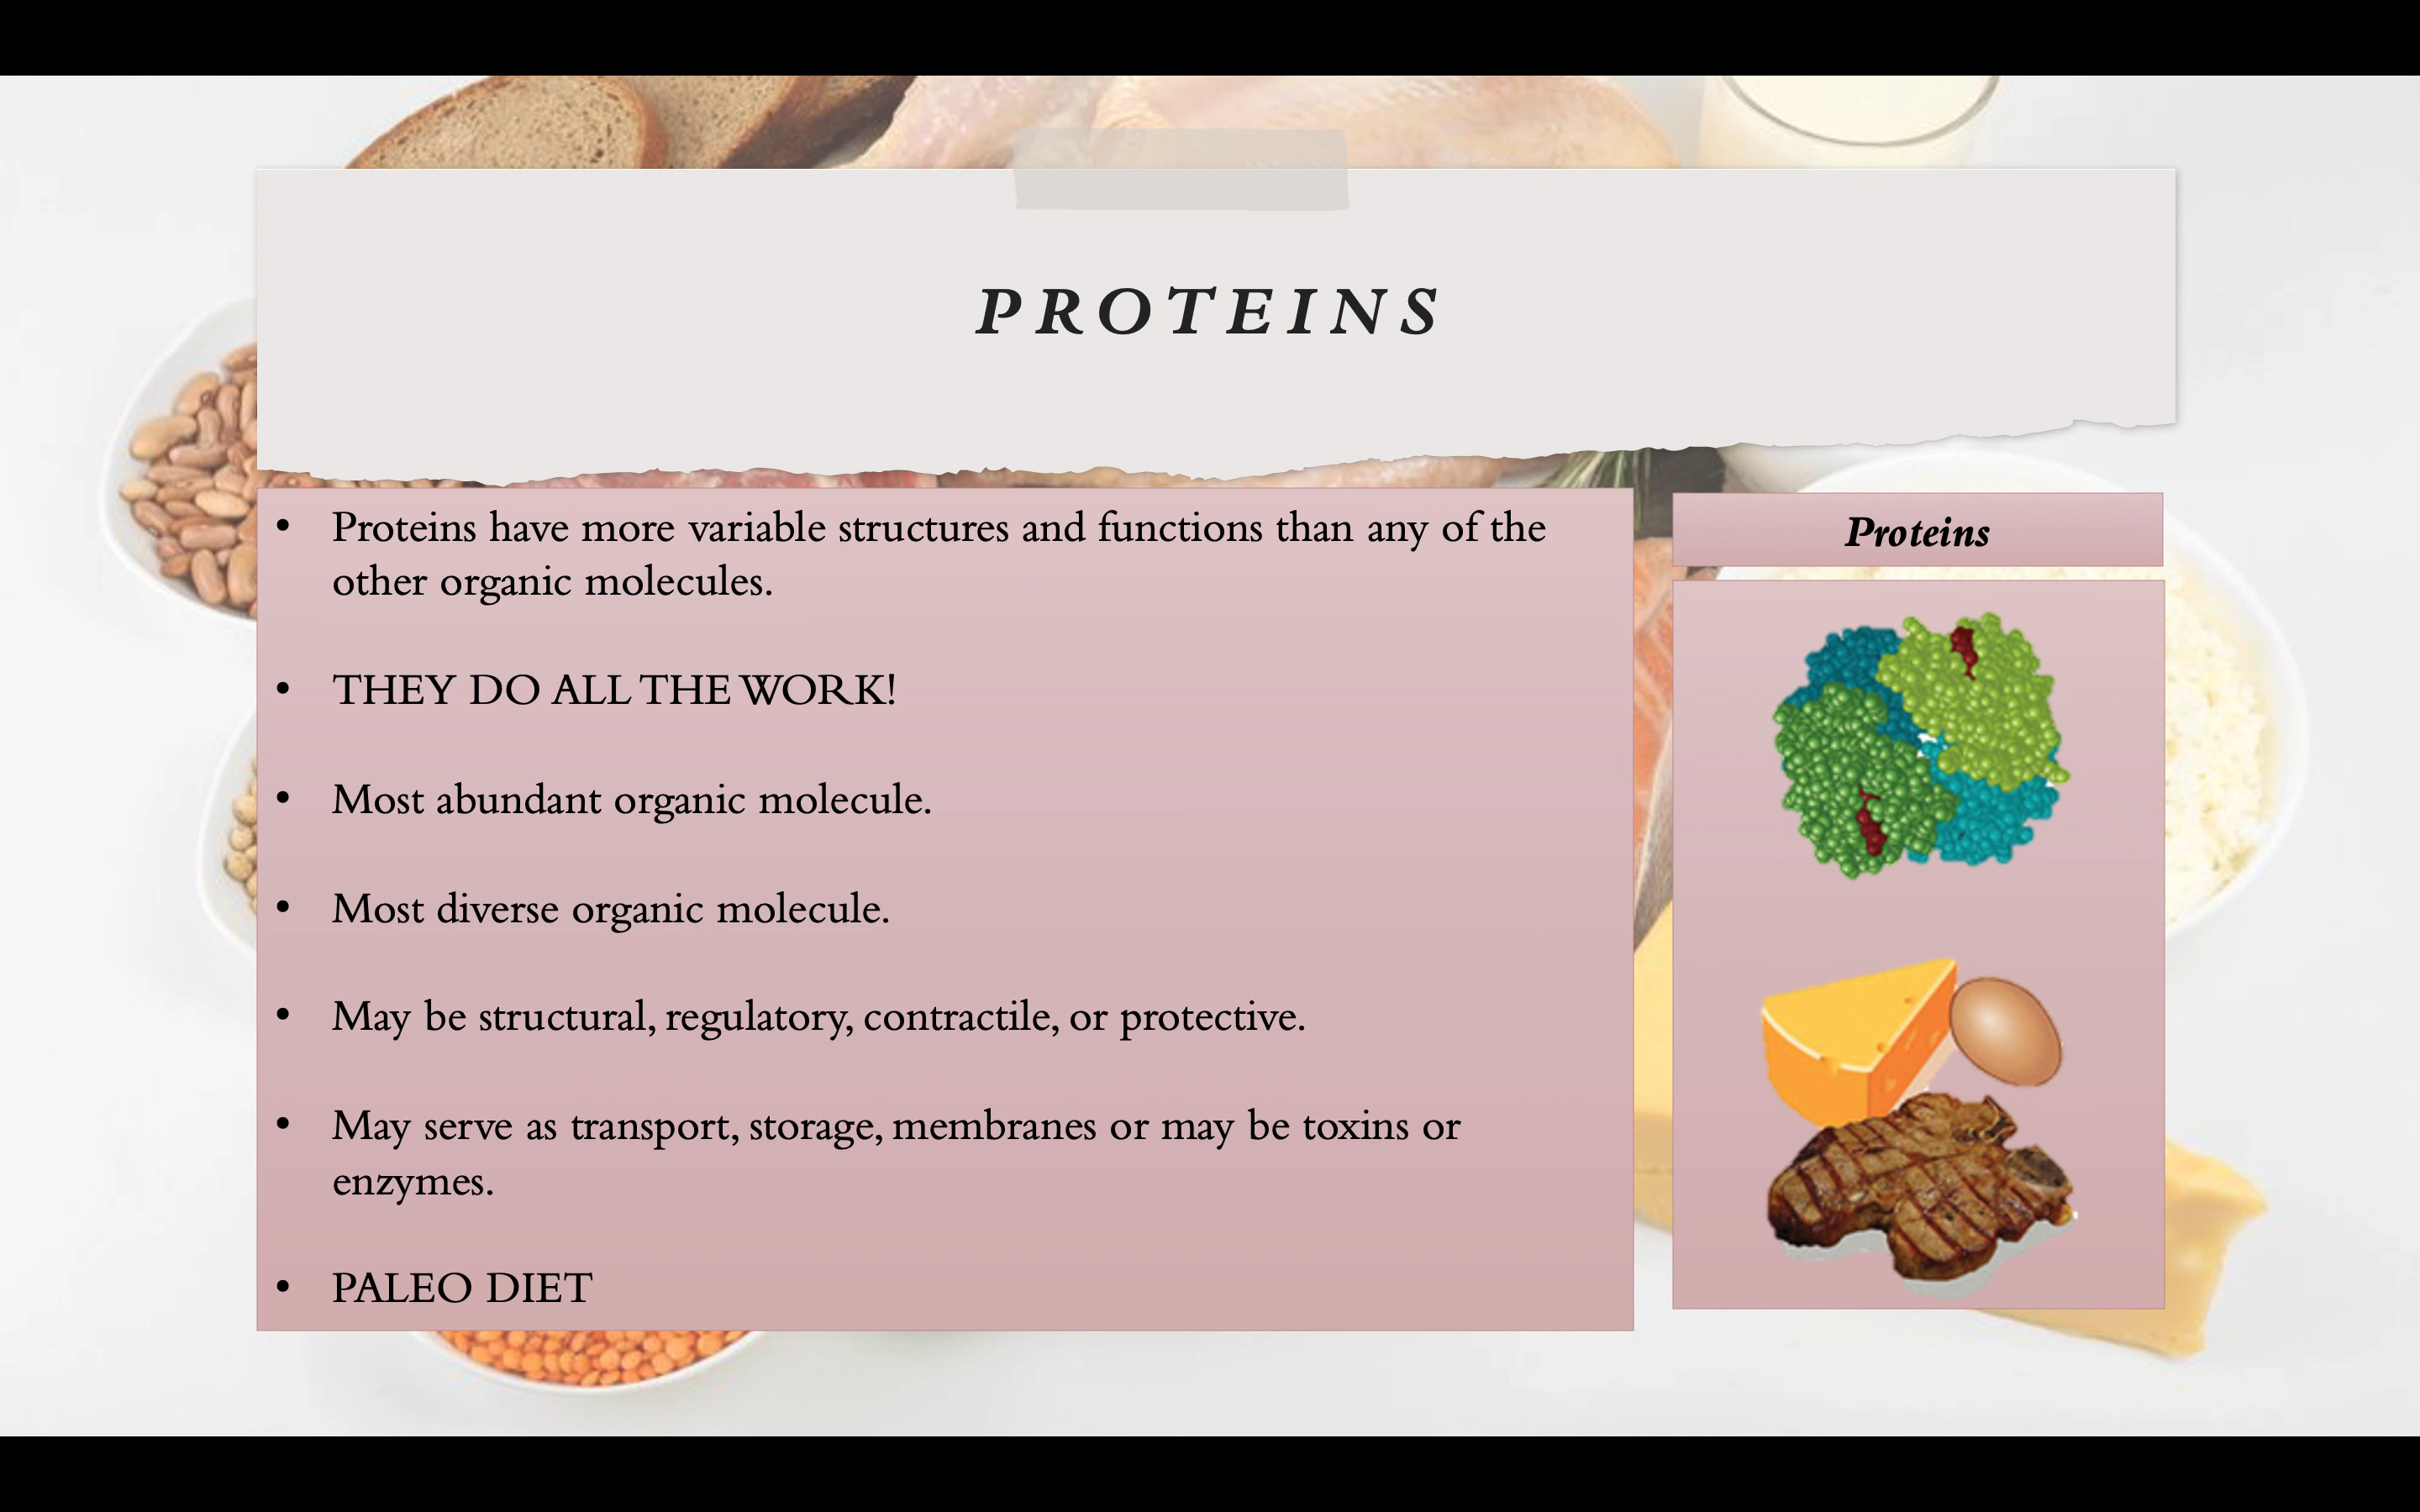 PROTEINS
• Proteins have more variable structures and functions than any of the
other organic molecules.
• THEY DO ALL THE WORK!
• Most abundant organic molecule.
• Most diverse organic molecule.
• May be structural, regulatory, contractile, or protective.
• May serve as transport, storage, membranes or may be toxins or
enzymes.
• PALEO DIET
Proteins